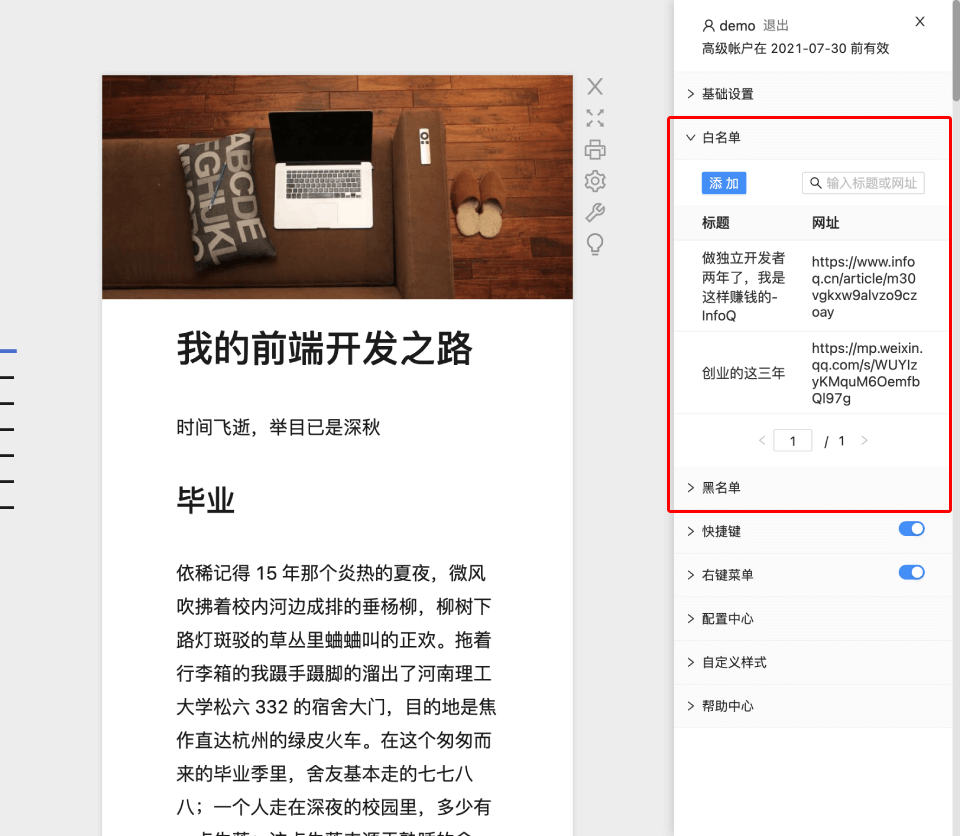 我的前端开发之路
时间飞逝，举目已是深秋
毕业
依稀记得 15 年那个炎热的夏夜，微风
吹拂着校内河边成排的垂杨柳，柳树下
路灯斑驳的草丛里蛐蛐叫的正欢。拖着
行李箱的我蹑手蹑脚的溜出了河南理工
大学松六 332 的宿舍大门，目的地是焦
作直达杭州的绿皮火车。在这个匆匆而
来的毕业季里，舍友基本走的七七八
八；一个人走在深夜的校园里，多少有
demo 退出
高级帐户在 2021-07-30 前有效
基础设置
白名单
添 加
输入标题或网址
标题 网址
做独立开发者
两年了，我是
这样赚钱的-
InfoQ
https://www.info
q.cn/article/m30
vgkxw9alvzo9cz
oay
创业的这三年
https://mp.weixin.
qq.com/s/WUYIz
yKMquM6Oemfb
QI97g
1 / 1
黑名单
快捷键
右键菜单
配置中心
自定义样式
帮助中心